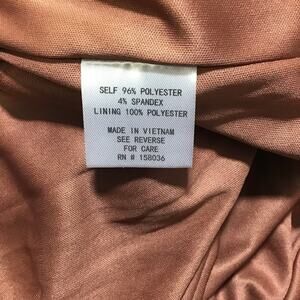 SELF 96% POLYESTER
4% SPANDEX
LINING 100% POLYESTER
MADE IN VIETNAM
SEE REVERSE
FOR CARE
RN # 158036